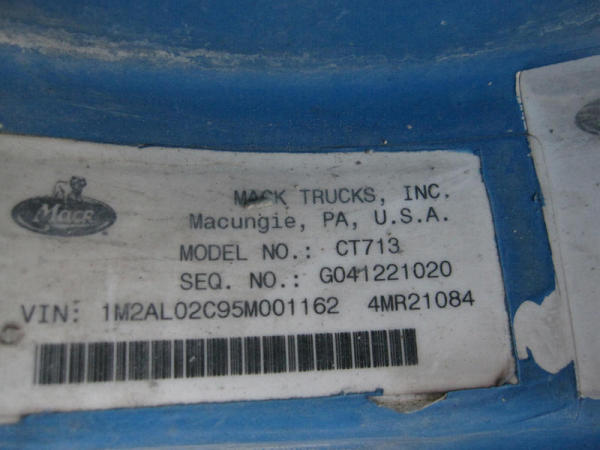 MACK
MACK TRUCKS, INC.
Macungie, PA, U.S.A.
MODEL NO.: CT713
SEQ. NO.: G041221020
VIN: 1M2AL02C95M001162 4MR21084